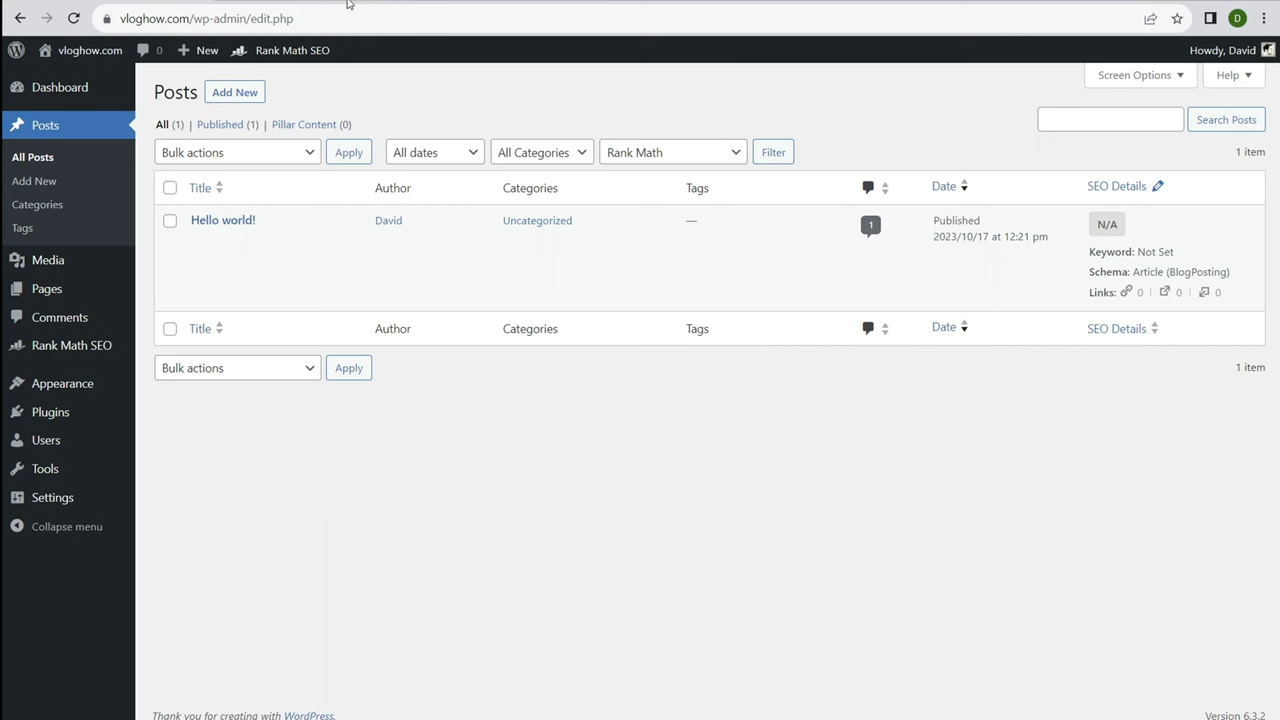 vloghow.com/wp-admin/edit.php
D
vloghow.com 0 New Rank Math SEO Howdy, David
Dashboard
Posts
All Posts
Add New
Categories
Tags
Media
Pages
Comments
Rank Math SEO
Appearance
Plugins
Users
Tools
Settings
Collapse menu
Screen Options Help
Posts Add New
All (1) | Published (1) | Pillar Content (0)
Search Posts
Bulk actions Apply All dates All Categories Rank Math Filter 1 item
Title Author Categories Tags Date SEO Details
Hello world! David Uncategorized — 1 Published N/A
2023/10/17 at 12:21 pm
Keyword: Not Set
Schema: Article (BlogPosting)
Links: 0 | 0 | 0
Title Author Categories Tags Date SEO Details
Bulk actions Apply 1 item
Thank you for creating with WordPress. Version 6.3.2